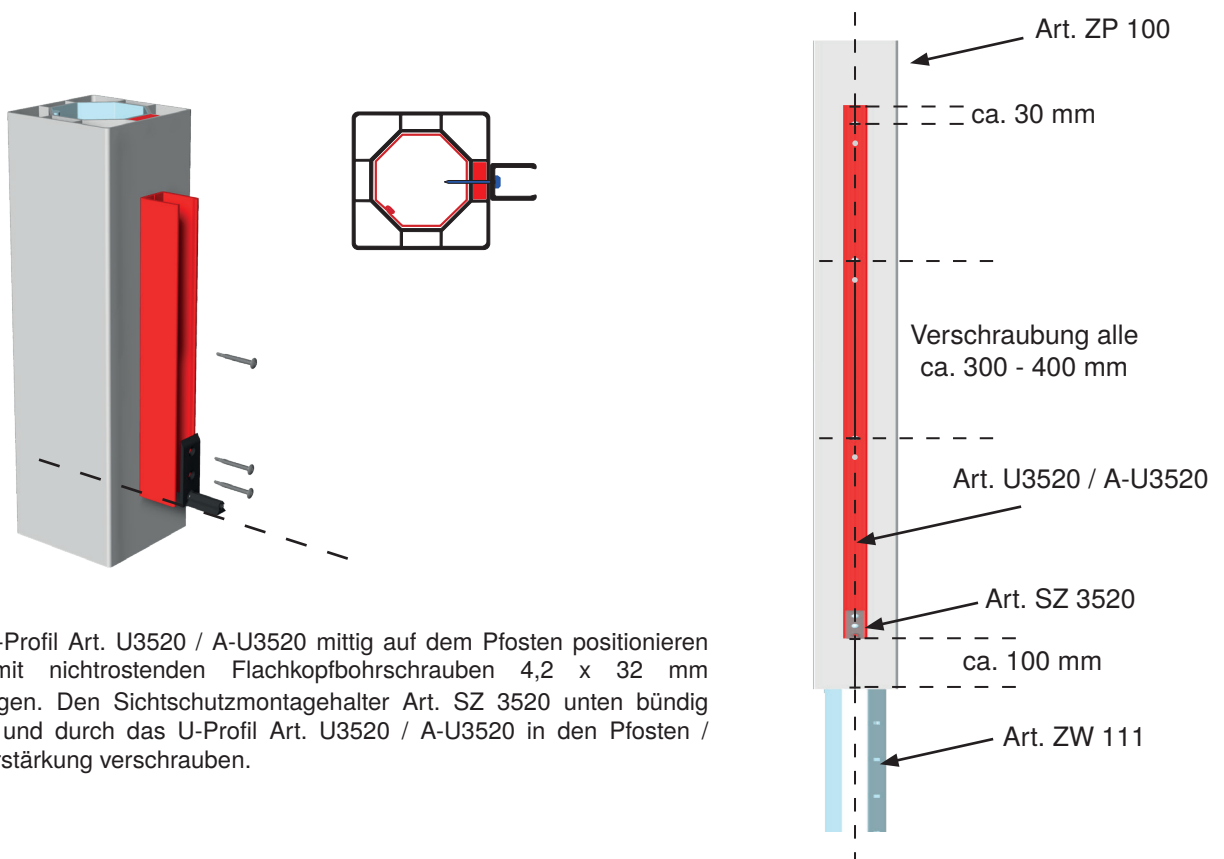 Art. ZP 100
ca. 30 mm
Verschraubung alle
ca. 300 - 400 mm
Art. U3520 / A-U3520
Art. SZ 3520
ca. 100 mm
Art. ZW 111
-Profil Art. U3520 / A-U3520 mittig auf dem Pfosten positionieren
mit nichtrostenden Flachkopfbohrschrauben 4,2 x 32 mm
gen. Den Sichtschutzmontagehalter Art. SZ 3520 unten bündig
und durch das U-Profil Art. U3520 / A-U3520 in den Pfosten /
rstärkung verschrauben.